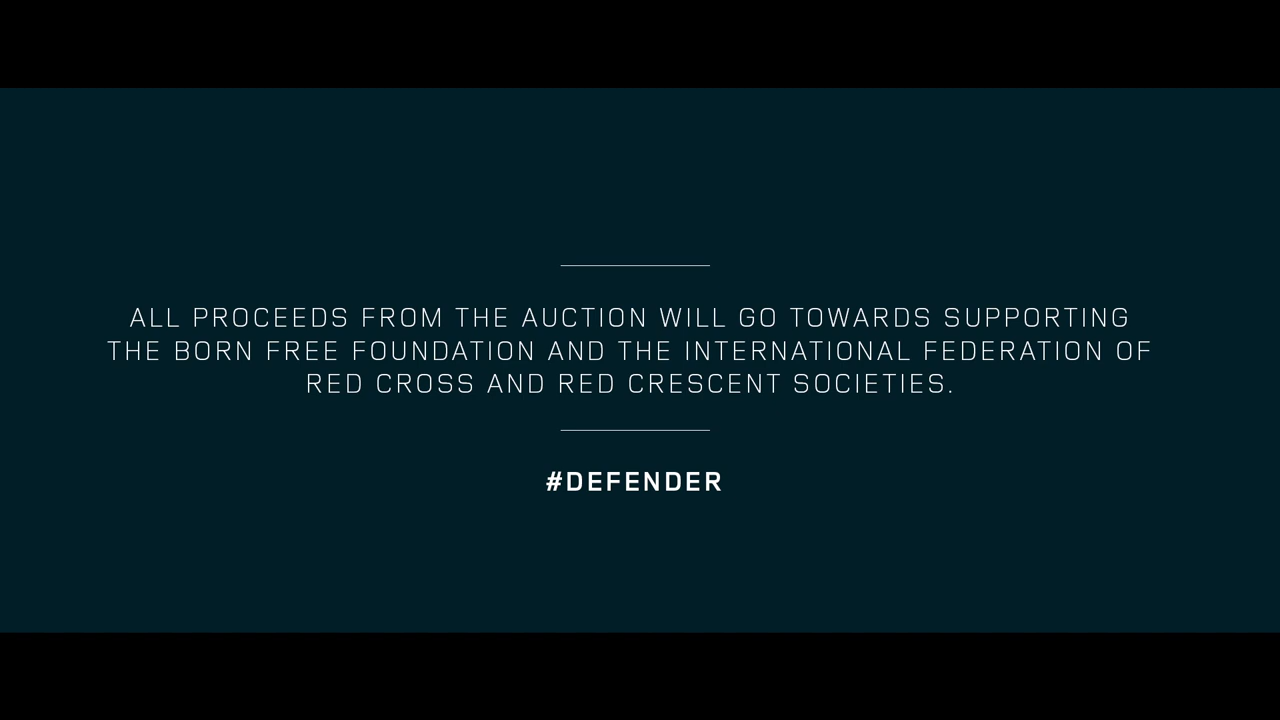 ALL PROCEEDS FROM THE AUCTION WILL GO TOWARDS SUPPORTING
THE BORN FREE FOUNDATION AND THE INTERNATIONAL FEDERATION OF
RED CROSS AND RED CRESCENT SOCIETIES.
#DEFENDER